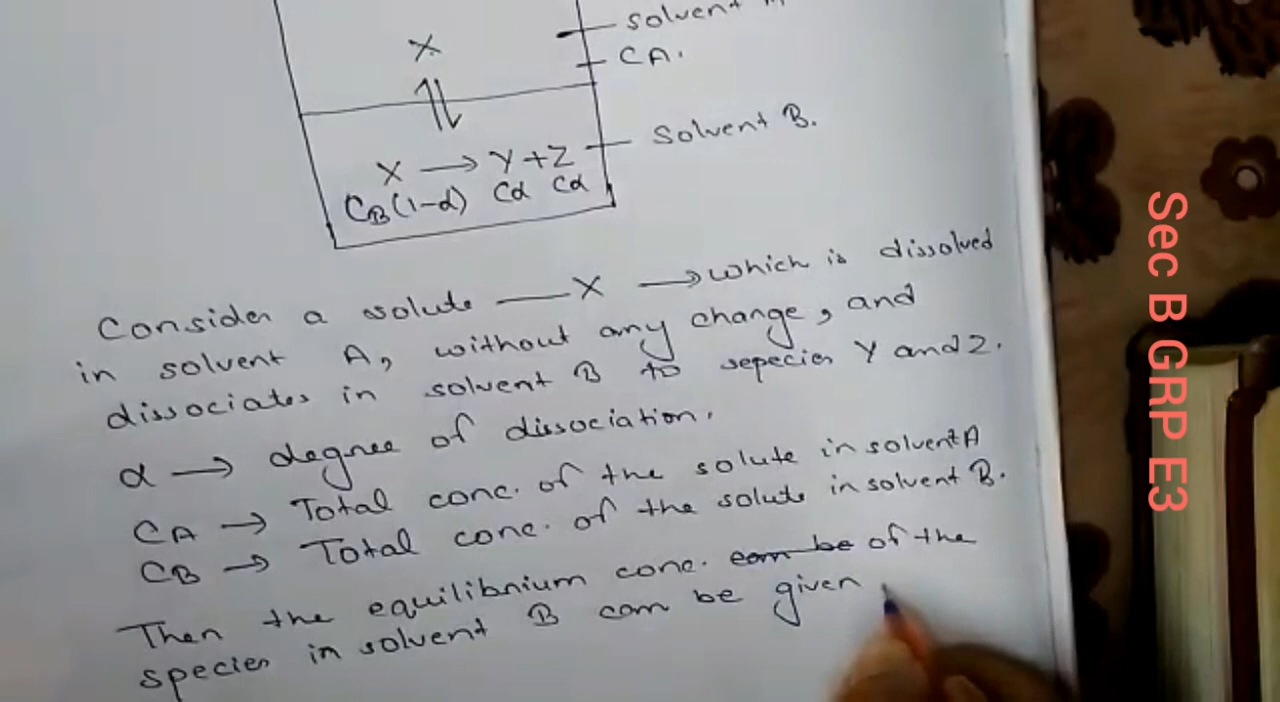 solvent
X
CA.
Solvent B.
X → Y + Z
CB(1-α) Cα Cα
Consider a solute — X → which is dissolved
in solvent A, without any change, and
dissociates in solvent B to sepecies Y and Z.
α → degree of dissociation.
CA → Total conc. of the solute in solvent A
CB → Total conc. of the solute in solvent B.
Then the equilibrium conc. can be of the
species in solvent B can be given
Sec B GRP E3